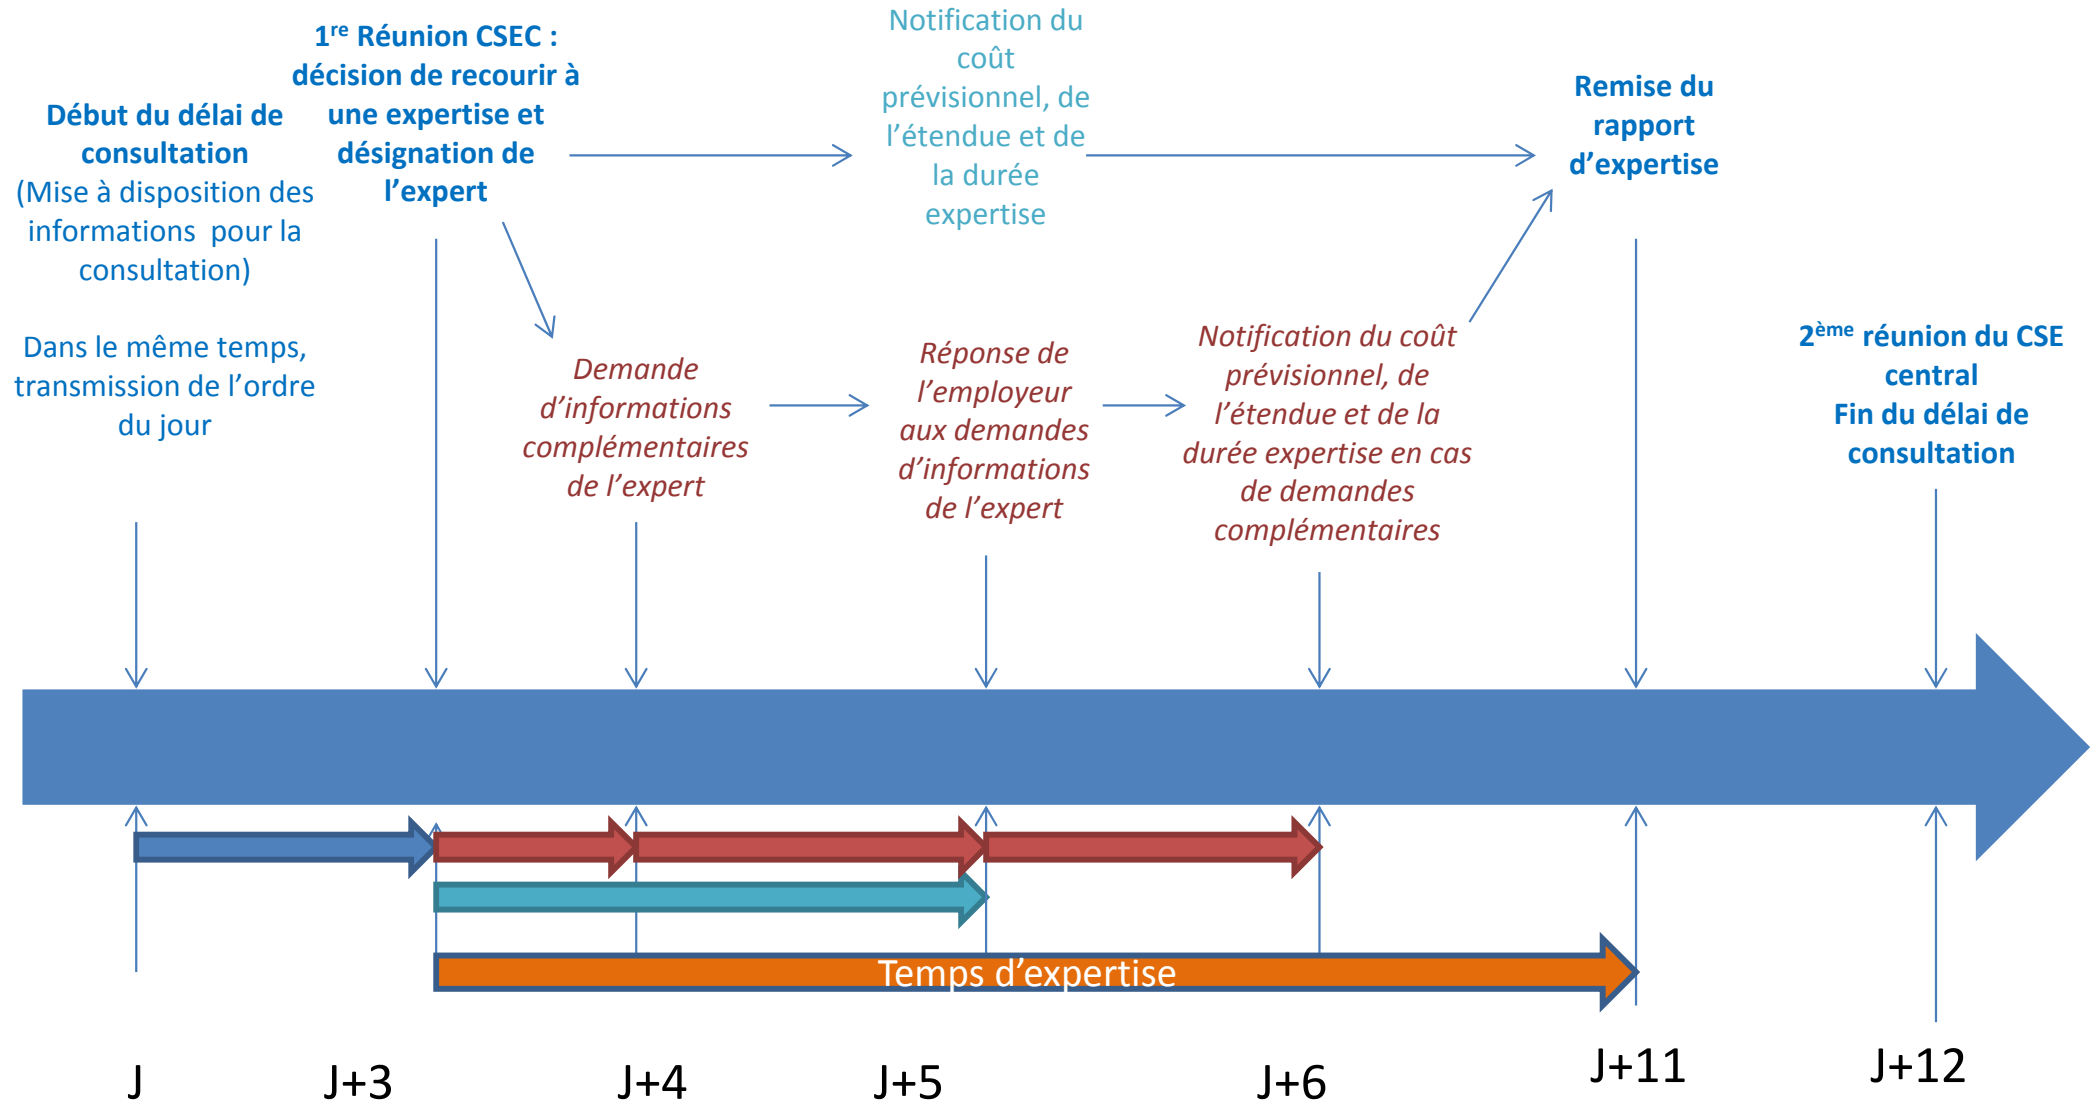 Début du délai de
consultation
(Mise à disposition des
informations pour la
consultation)
Dans le même temps,
transmission de l’ordre
du jour
1re Réunion CSEC :
décision de recourir à
une expertise et
désignation de
l’expert
Notification du
coût
prévisionnel, de
l’étendue et de
la durée
expertise
Remise du
rapport
d’expertise
Demande
d’informations
complémentaires
de l’expert
Réponse de
l’employeur
aux demandes
d’informations
de l’expert
Notification du coût
prévisionnel, de
l’étendue et de la
durée expertise en cas
de demandes
complémentaires
2ème réunion du CSE
central
Fin du délai de
consultation
Temps d’expertise
J
J+3
J+4
J+5
J+6
J+11
J+12